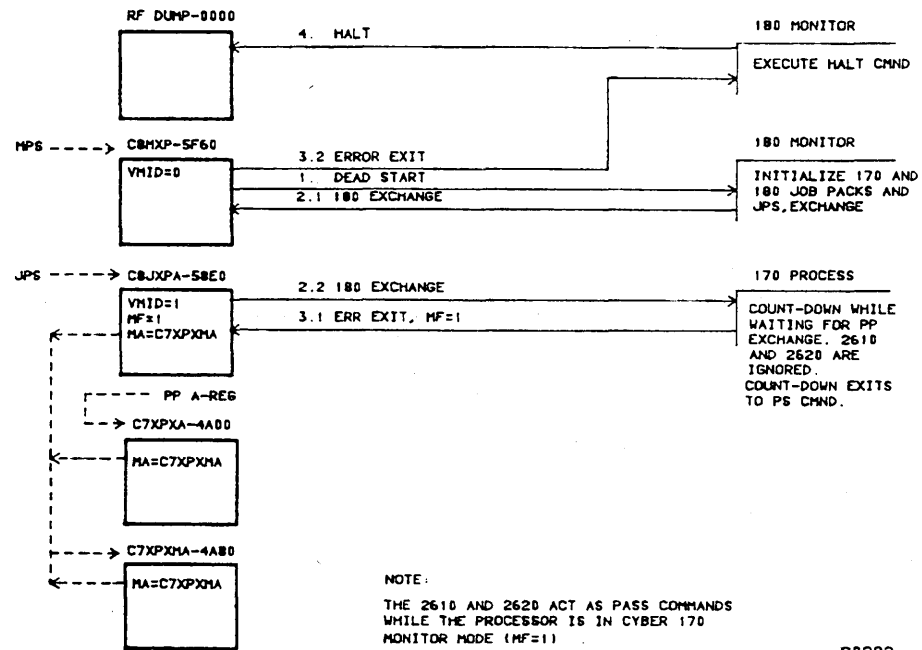 RF DUMP-0000
4. HALT
180 MONITOR
EXECUTE HALT CMND
MPS
C8MXP-5F60
VMID=0
3.2 ERROR EXIT
1. DEAD START
2.1 180 EXCHANGE
180 MONITOR
INITIALIZE 170 AND
180 JOB PACKS AND
JPS,EXCHANGE
JPS
C8JXPA-58E0
VMID=1
MF=1
MA=C7XPXMA
2.2 180 EXCHANGE
3.1 ERR EXIT, MF=1
170 PROCESS
COUNT-DOWN WHILE
WAITING FOR PP
EXCHANGE. 2610
AND 2620 ARE
IGNORED.
COUNT-DOWN EXITS
TO PS CMND.
PP A-REG
C7XPXA-4A00
MA=C7XPXMA
C7XPXMA-4A80
MA=C7XPXMA
NOTE:
THE 2610 AND 2620 ACT AS PASS COMMANDS
WHILE THE PROCESSOR IS IN CYBER 170
MONITOR MODE (MF=1)